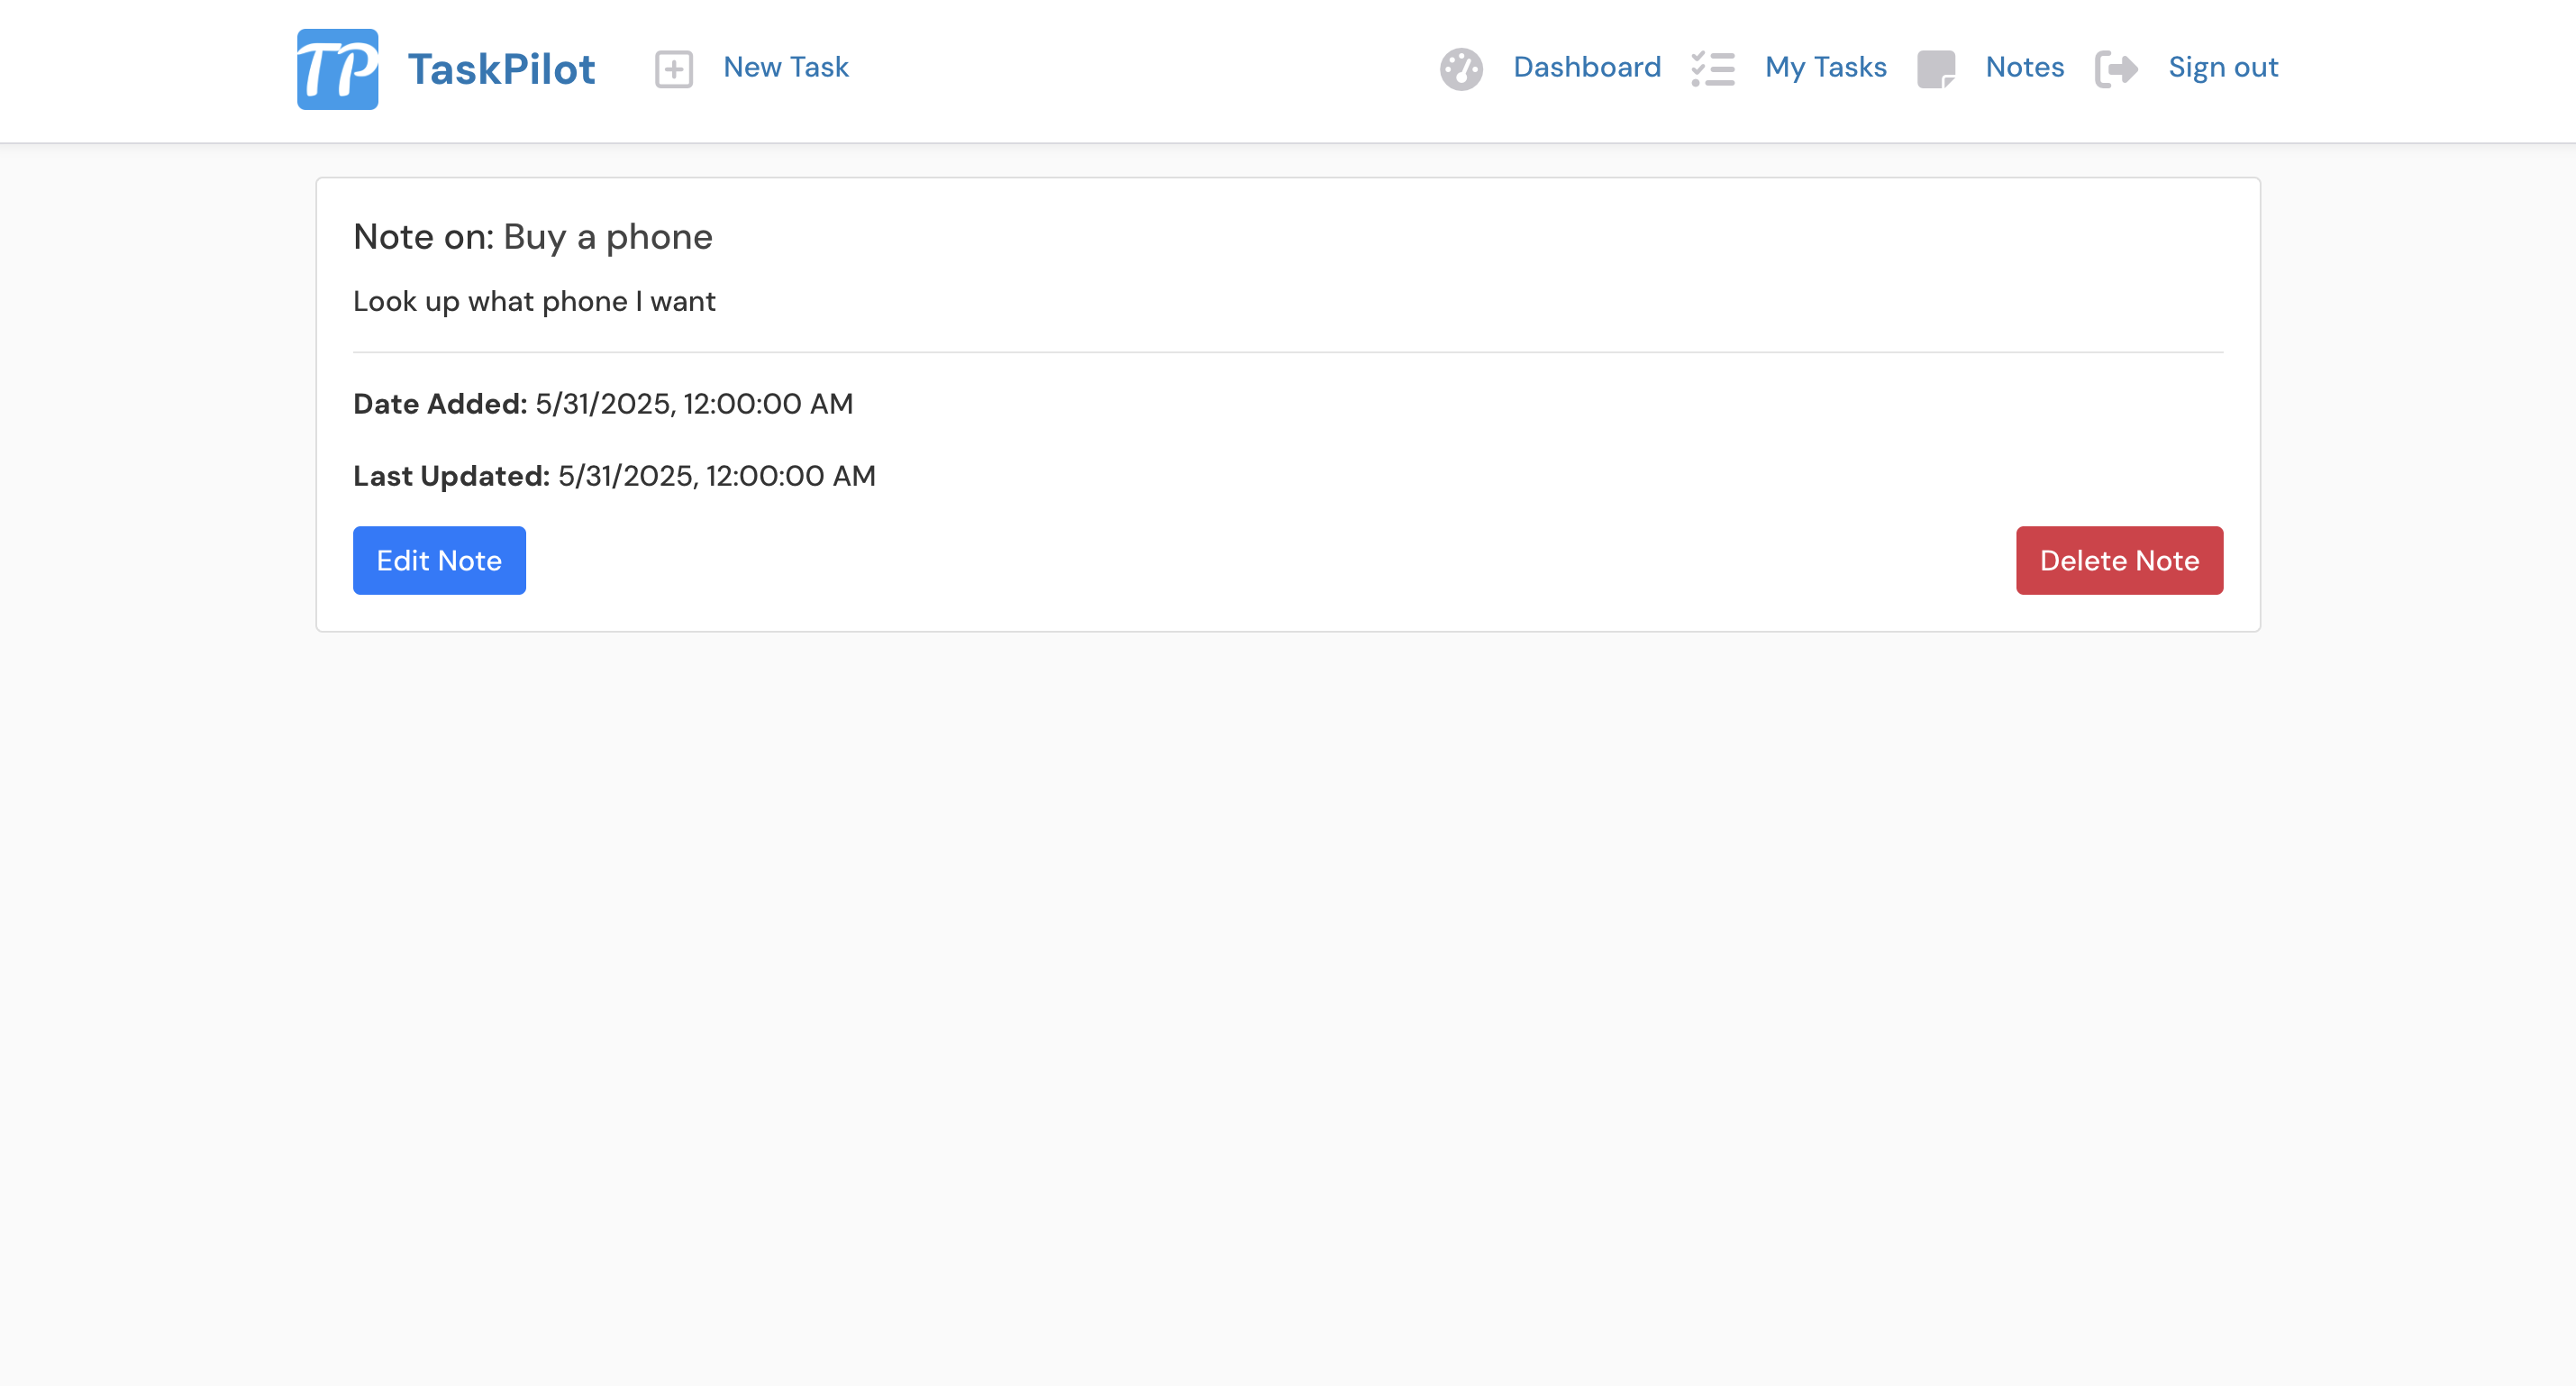 TP TaskPilot New Task Dashboard My Tasks Notes Sign out
Note on: Buy a phone
Look up what phone I want
Date Added: 5/31/2025, 12:00:00 AM
Last Updated: 5/31/2025, 12:00:00 AM
Edit Note Delete Note